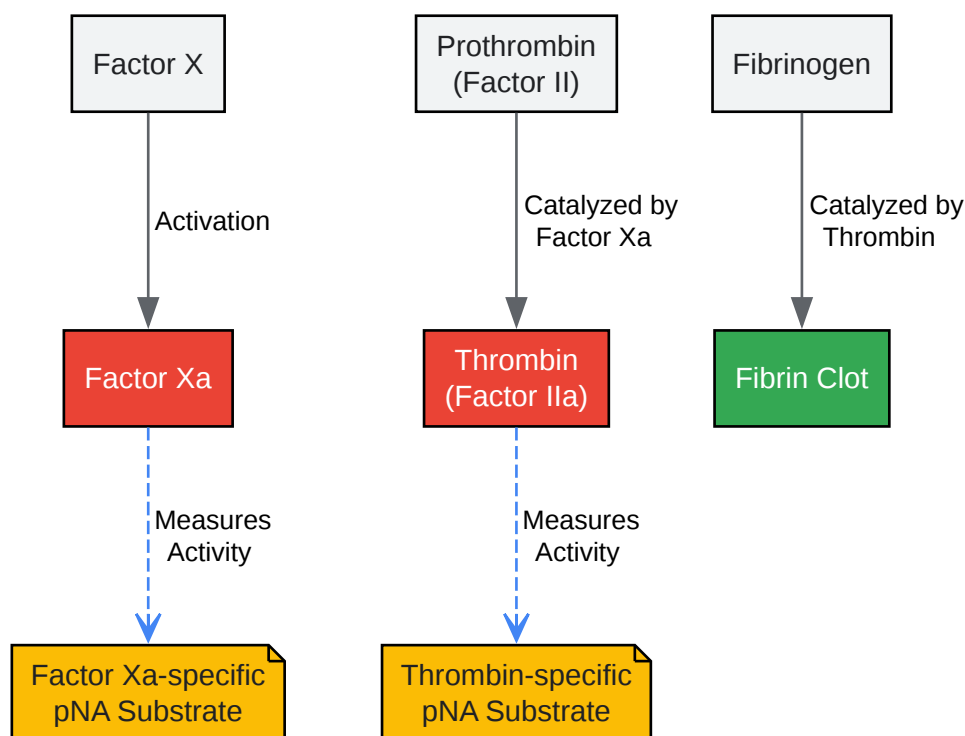 Factor X
Prothrombin
(Factor II)
Fibrinogen
Activation
Catalyzed by
Factor Xa
Catalyzed by
Thrombin
Factor Xa
Thrombin
(Factor IIa)
Fibrin Clot
Measures
Activity
Measures
Activity
Factor Xa-specific
pNA Substrate
Thrombin-specific
pNA Substrate